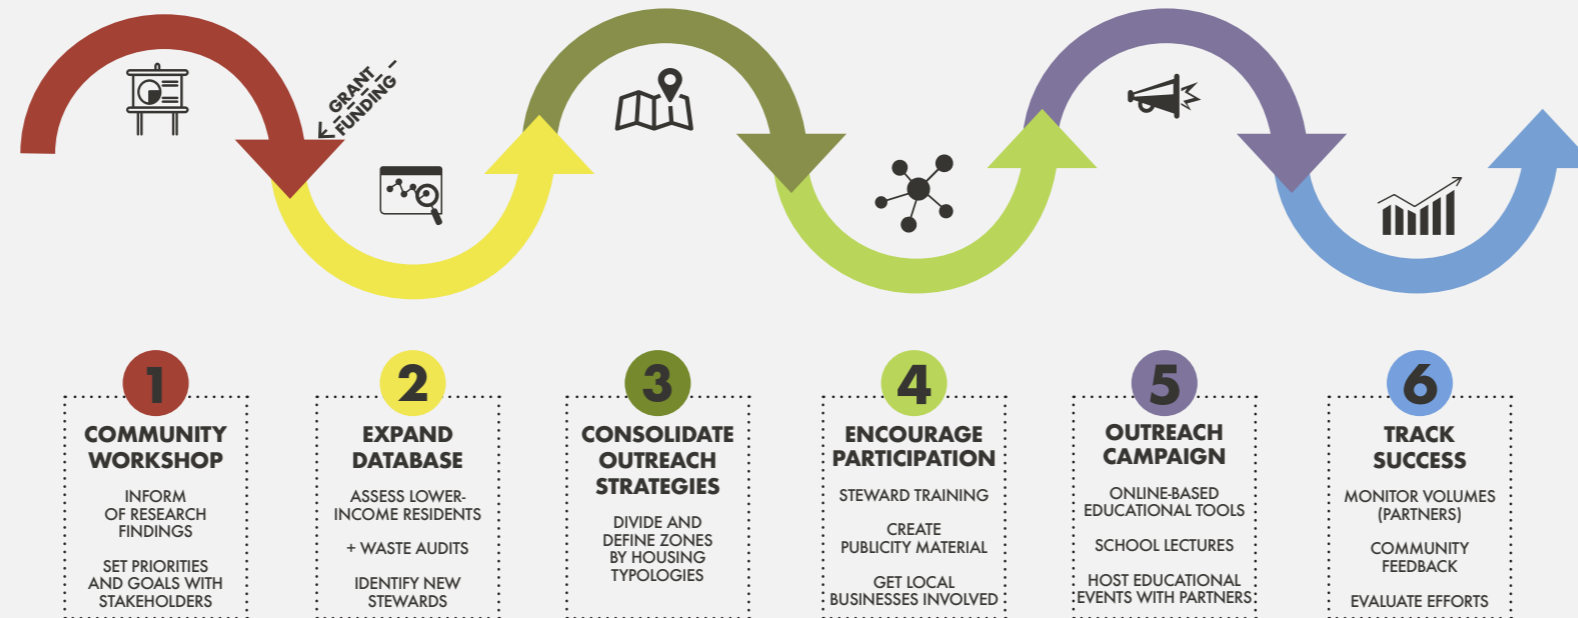 GRANT
FUNDING
1
COMMUNITY
WORKSHOP
INFORM
OF RESEARCH
FINDINGS
SET PRIORITIES
AND GOALS WITH
STAKEHOLDERS
2
EXPAND
DATABASE
ASSESS LOWER-
INCOME RESIDENTS
+ WASTE AUDITS
IDENTIFY NEW
STEWARDS
3
CONSOLIDATE
OUTREACH
STRATEGIES
DIVIDE AND
DEFINE ZONES
BY HOUSING
TYPOLOGIES
4
ENCOURAGE
PARTICIPATION
STEWARD TRAINING
CREATE
PUBLICITY MATERIAL
GET LOCAL
BUSINESSES INVOLVED
5
OUTREACH
CAMPAIGN
ONLINE-BASED
EDUCATIONAL TOOLS
SCHOOL LECTURES
HOST EDUCATIONAL
EVENTS WITH PARTNERS
6
TRACK
SUCCESS
MONITOR VOLUMES
(PARTNERS)
COMMUNITY
FEEDBACK
EVALUATE EFFORTS